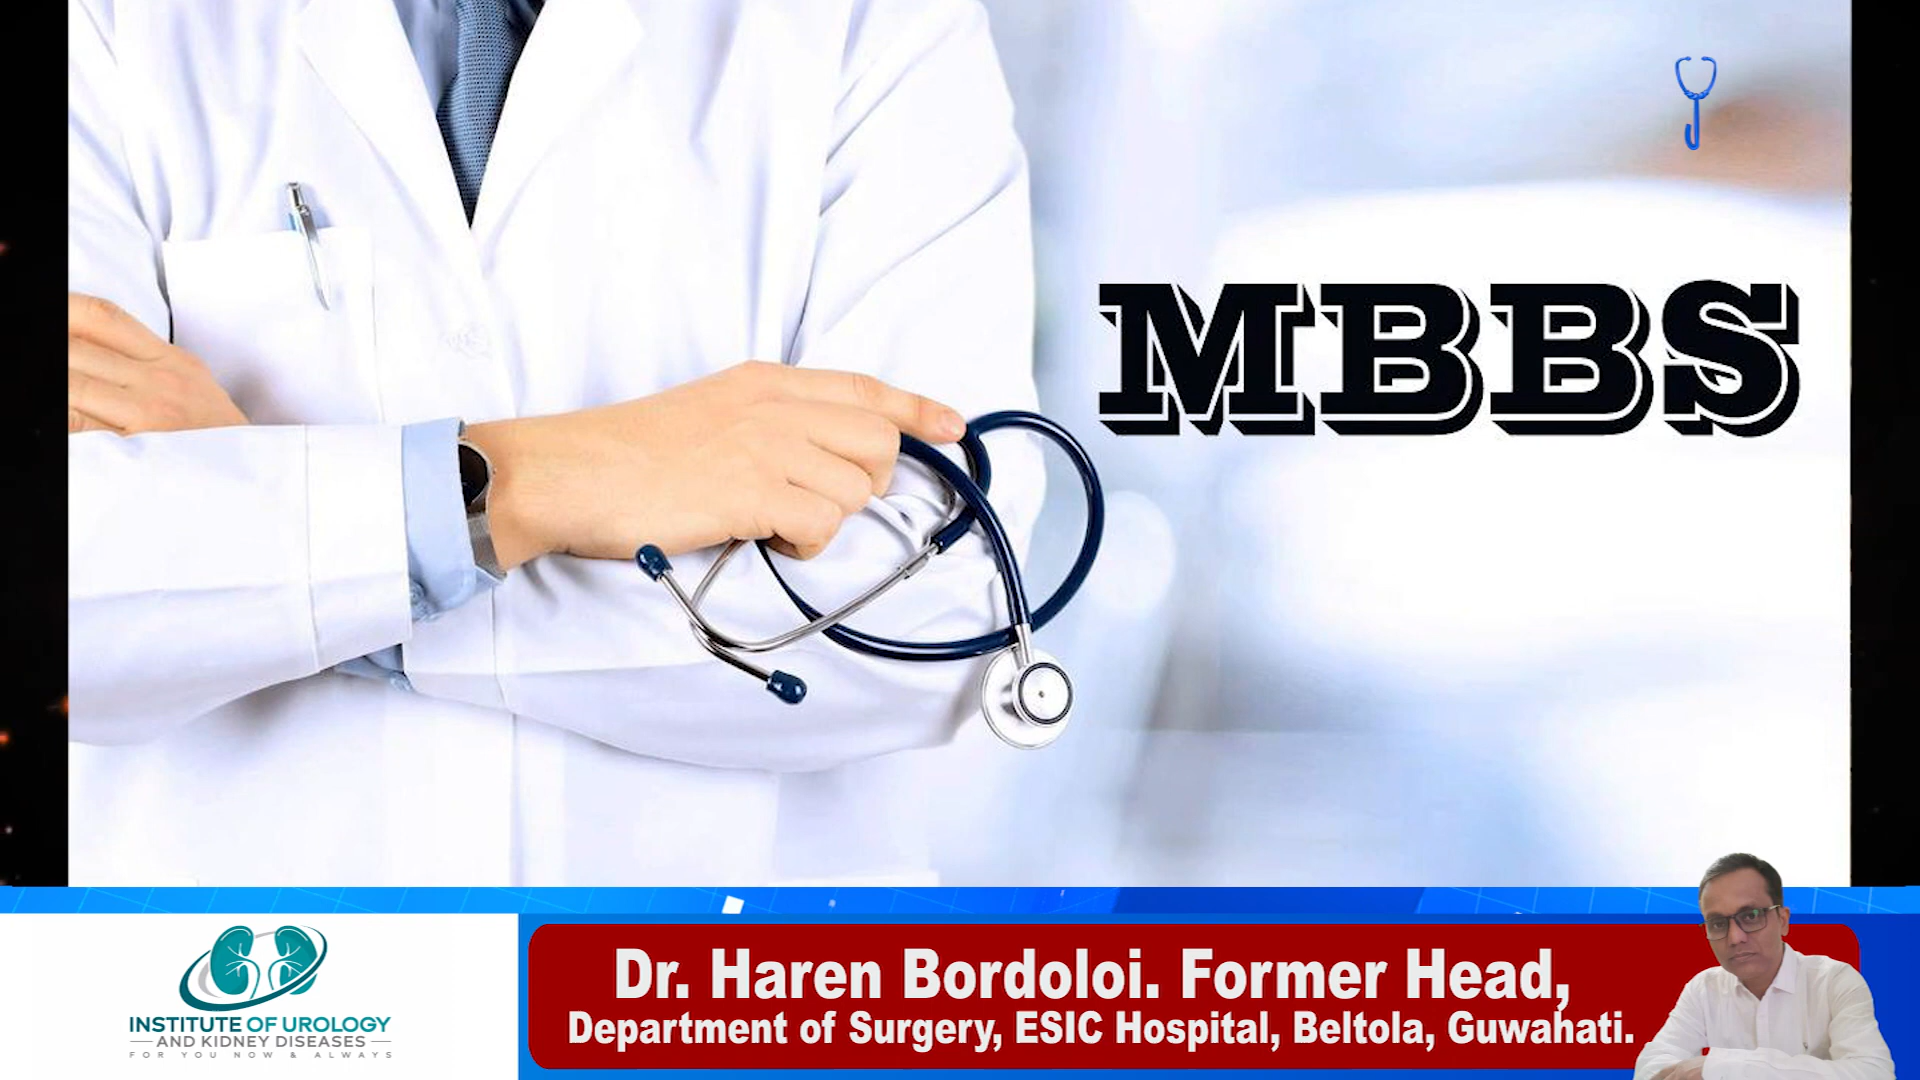 MBBS
INSTITUTE OF UROLOGY
AND KIDNEY DISEASES
FOR YOU NOW & ALWAYS
Dr. Haren Bordoloi. Former Head,
Department of Surgery, ESIC Hospital, Beltola, Guwahati.